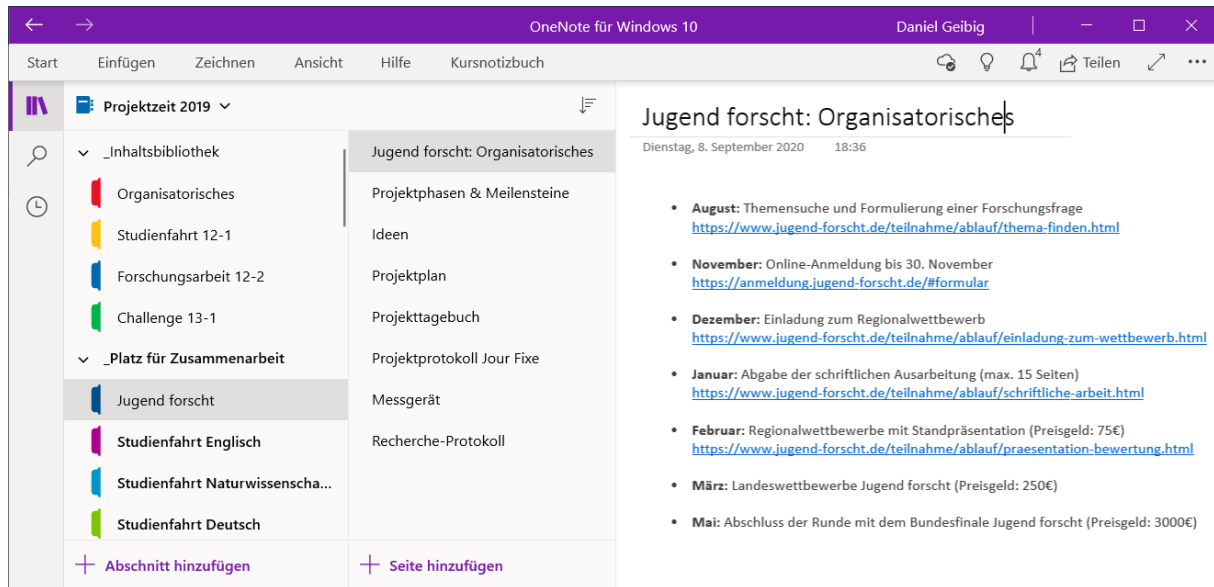 OneNote für Windows 10
Daniel Geibig
Start Einfügen Zeichnen Ansicht Hilfe Kursnotizbuch
4
Teilen
Projektzeit 2019
_Inhaltsbibliothek
Organisatorisches
Studienfahrt 12-1
Forschungsarbeit 12-2
Challenge 13-1
_Platz für Zusammenarbeit
Jugend forscht
Studienfahrt Englisch
Studienfahrt Naturwissenscha...
Studienfahrt Deutsch
Abschnitt hinzufügen
Jugend forscht: Organisatorisches
Projektphasen & Meilensteine
Ideen
Projektplan
Projekttagebuch
Projektprotokoll Jour Fixe
Messgerät
Recherche-Protokoll
Seite hinzufügen
Jugend forscht: Organisatorisches
Dienstag, 8. September 2020 18:36
• August: Themensuche und Formulierung einer Forschungsfrage
https://www.jugend-forscht.de/teilnahme/ablauf/thema-finden.html
• November: Online-Anmeldung bis 30. November
https://anmeldung.jugend-forscht.de/#formular
• Dezember: Einladung zum Regionalwettbewerb
https://www.jugend-forscht.de/teilnahme/ablauf/einladung-zum-wettbewerb.html
• Januar: Abgabe der schriftlichen Ausarbeitung (max. 15 Seiten)
https://www.jugend-forscht.de/teilnahme/ablauf/schriftliche-arbeit.html
• Februar: Regionalwettbewerbe mit Standpräsentation (Preisgeld: 75€)
https://www.jugend-forscht.de/teilnahme/ablauf/praesentation-bewertung.html
• März: Landeswettbewerbe Jugend forscht (Preisgeld: 250€)
• Mai: Abschluss der Runde mit dem Bundesfinale Jugend forscht (Preisgeld: 3000€)